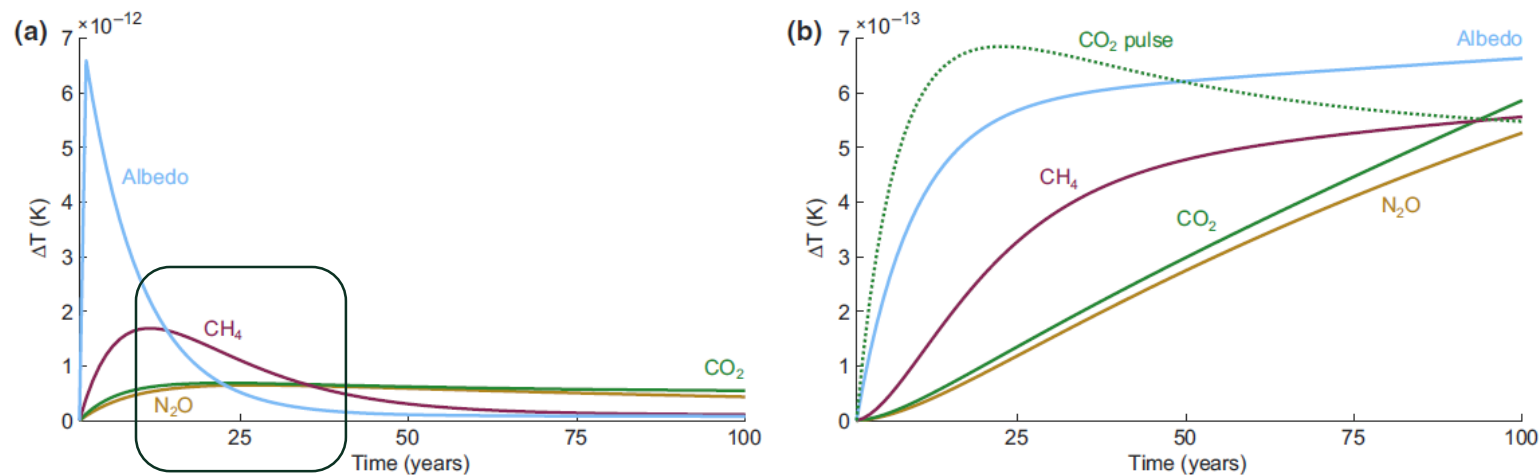 (a)
×10⁻¹²
7
6
5
4
3
2
1
0
ΔT (K)
Albedo
CH₄
CO₂
N₂O
25
50
75
100
Time (years)
(b)
×10⁻¹³
7
6
5
4
3
2
1
0
ΔT (K)
CO₂ pulse
Albedo
CH₄
CO₂
N₂O
25
50
75
100
Time (years)